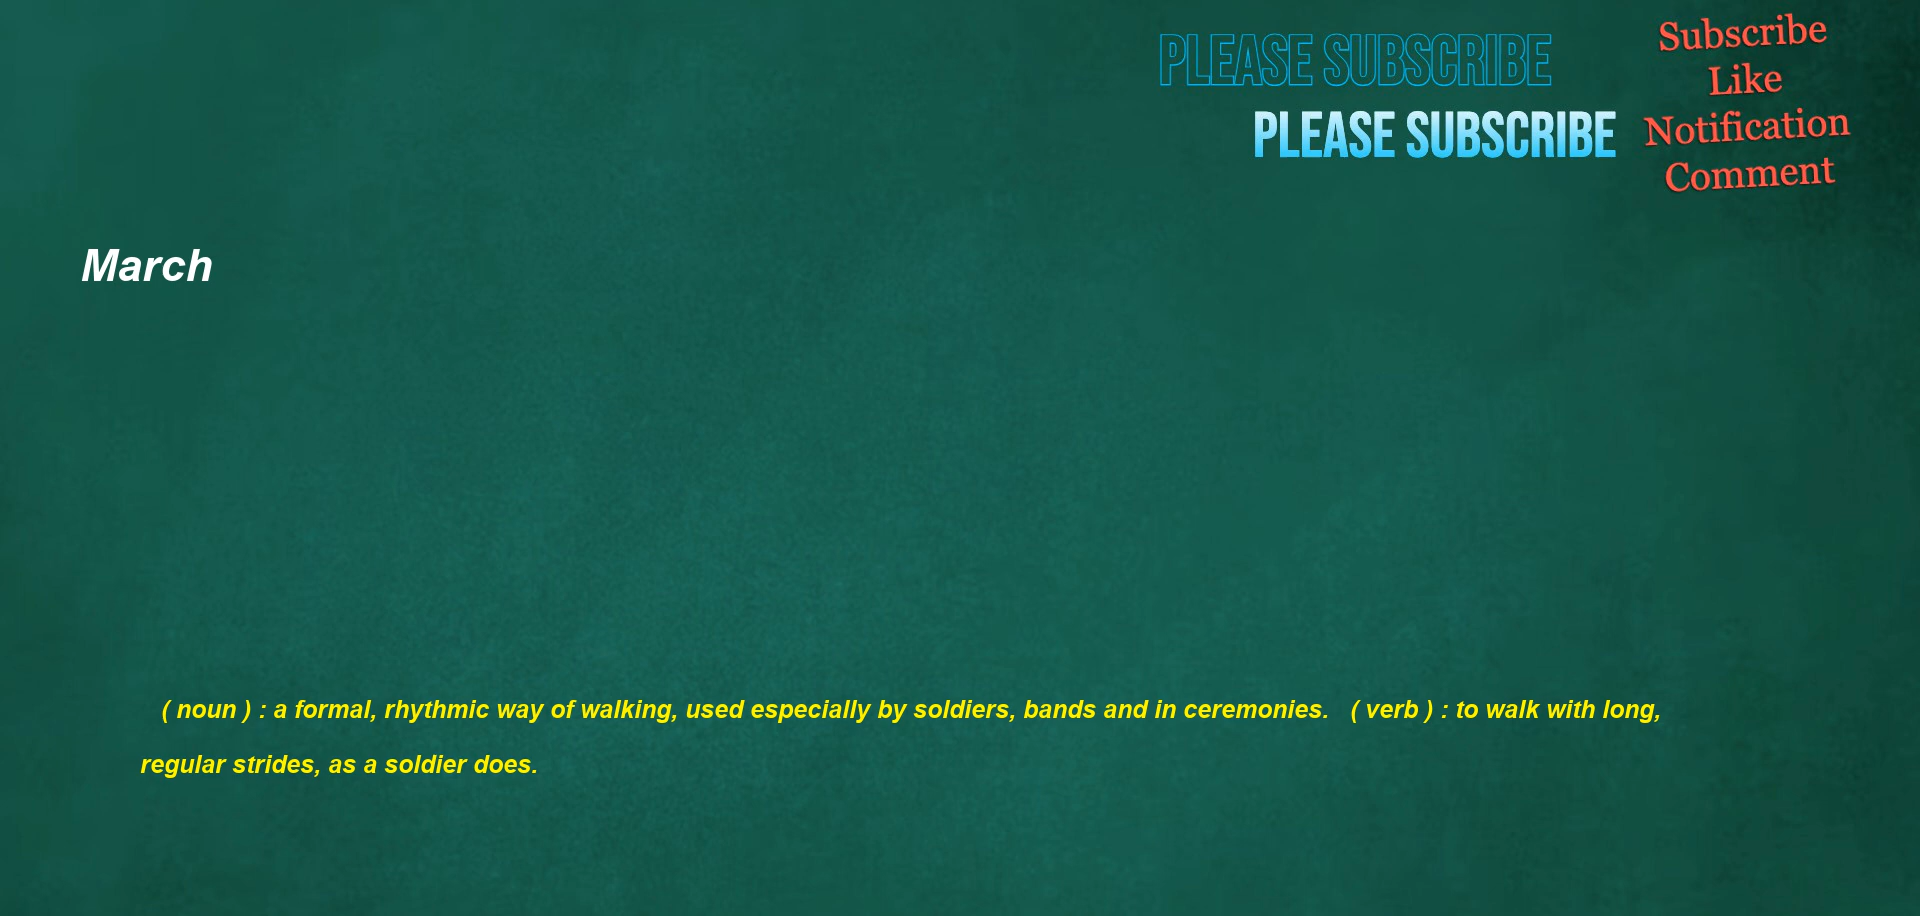 PLEASE SUBSCRIBE
PLEASE SUBSCRIBE
Subscribe
Like
Notification
Comment
March
( noun ) : a formal, rhythmic way of walking, used especially by soldiers, bands and in ceremonies. ( verb ) : to walk with long,
regular strides, as a soldier does.